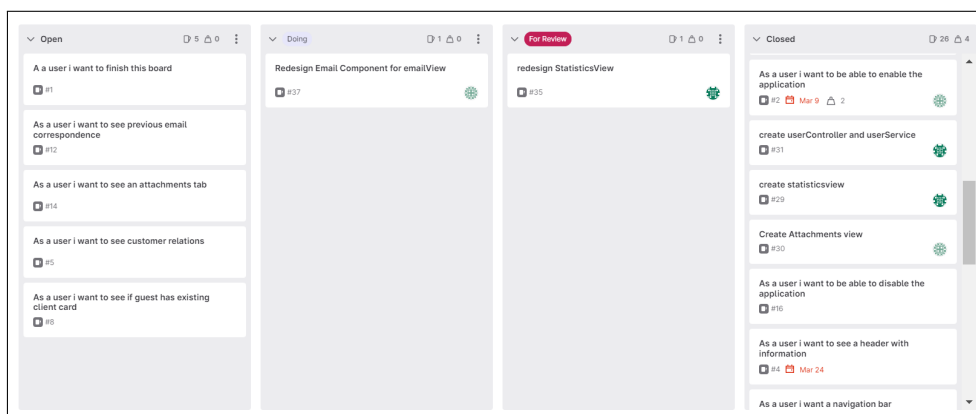 Open 5 0
A a user i want to finish this board
#1
As a user i want to see previous email
correspondence
#12
As a user i want to see an attachments tab
#14
As a user i want to see customer relations
#5
As a user i want to see if guest has existing
client card
#8
Doing 1 0
Redesign Email Component for emailView
#37
For Review 1 0
redesign StatisticsView
#35
Closed 26 4
As a user i want to be able to enable the
application
#2 Mar 9 2
create userController and userService
#31
create statisticsview
#29
Create Attachments view
#30
As a user i want to be able to disable the
application
#16
As a user i want to see a header with
information
#4 Mar 24
As a user i want a navigation bar